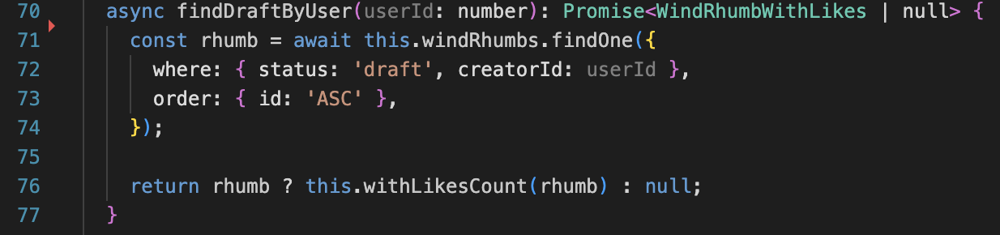 70 async findDraftByUser(userId: number): Promise<WindRhumbWithLikes | null> {
71 const rhumb = await this.windRhumbs.findOne({
72 where: { status: 'draft', creatorId: userId },
73 order: { id: 'ASC' },
74 });
75
76 return rhumb ? this.withLikesCount(rhumb) : null;
77 }